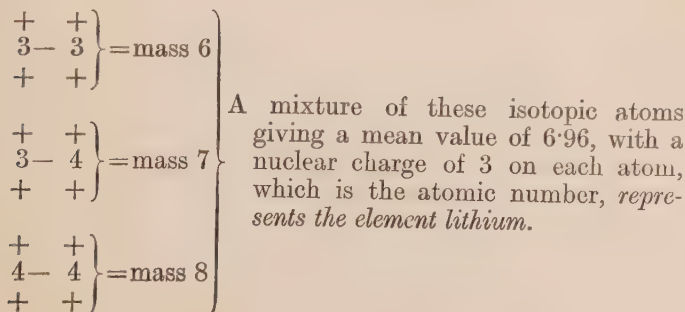 + +
3— 3 } =mass 6
+ +
+ +
3— 4 } =mass 7
+ +
+ +
4— 4 } =mass 8
+ +
A mixture of these isotopic atoms
giving a mean value of 6·96, with a
nuclear charge of 3 on each atom,
which is the atomic number, repre-
sents the element lithium.